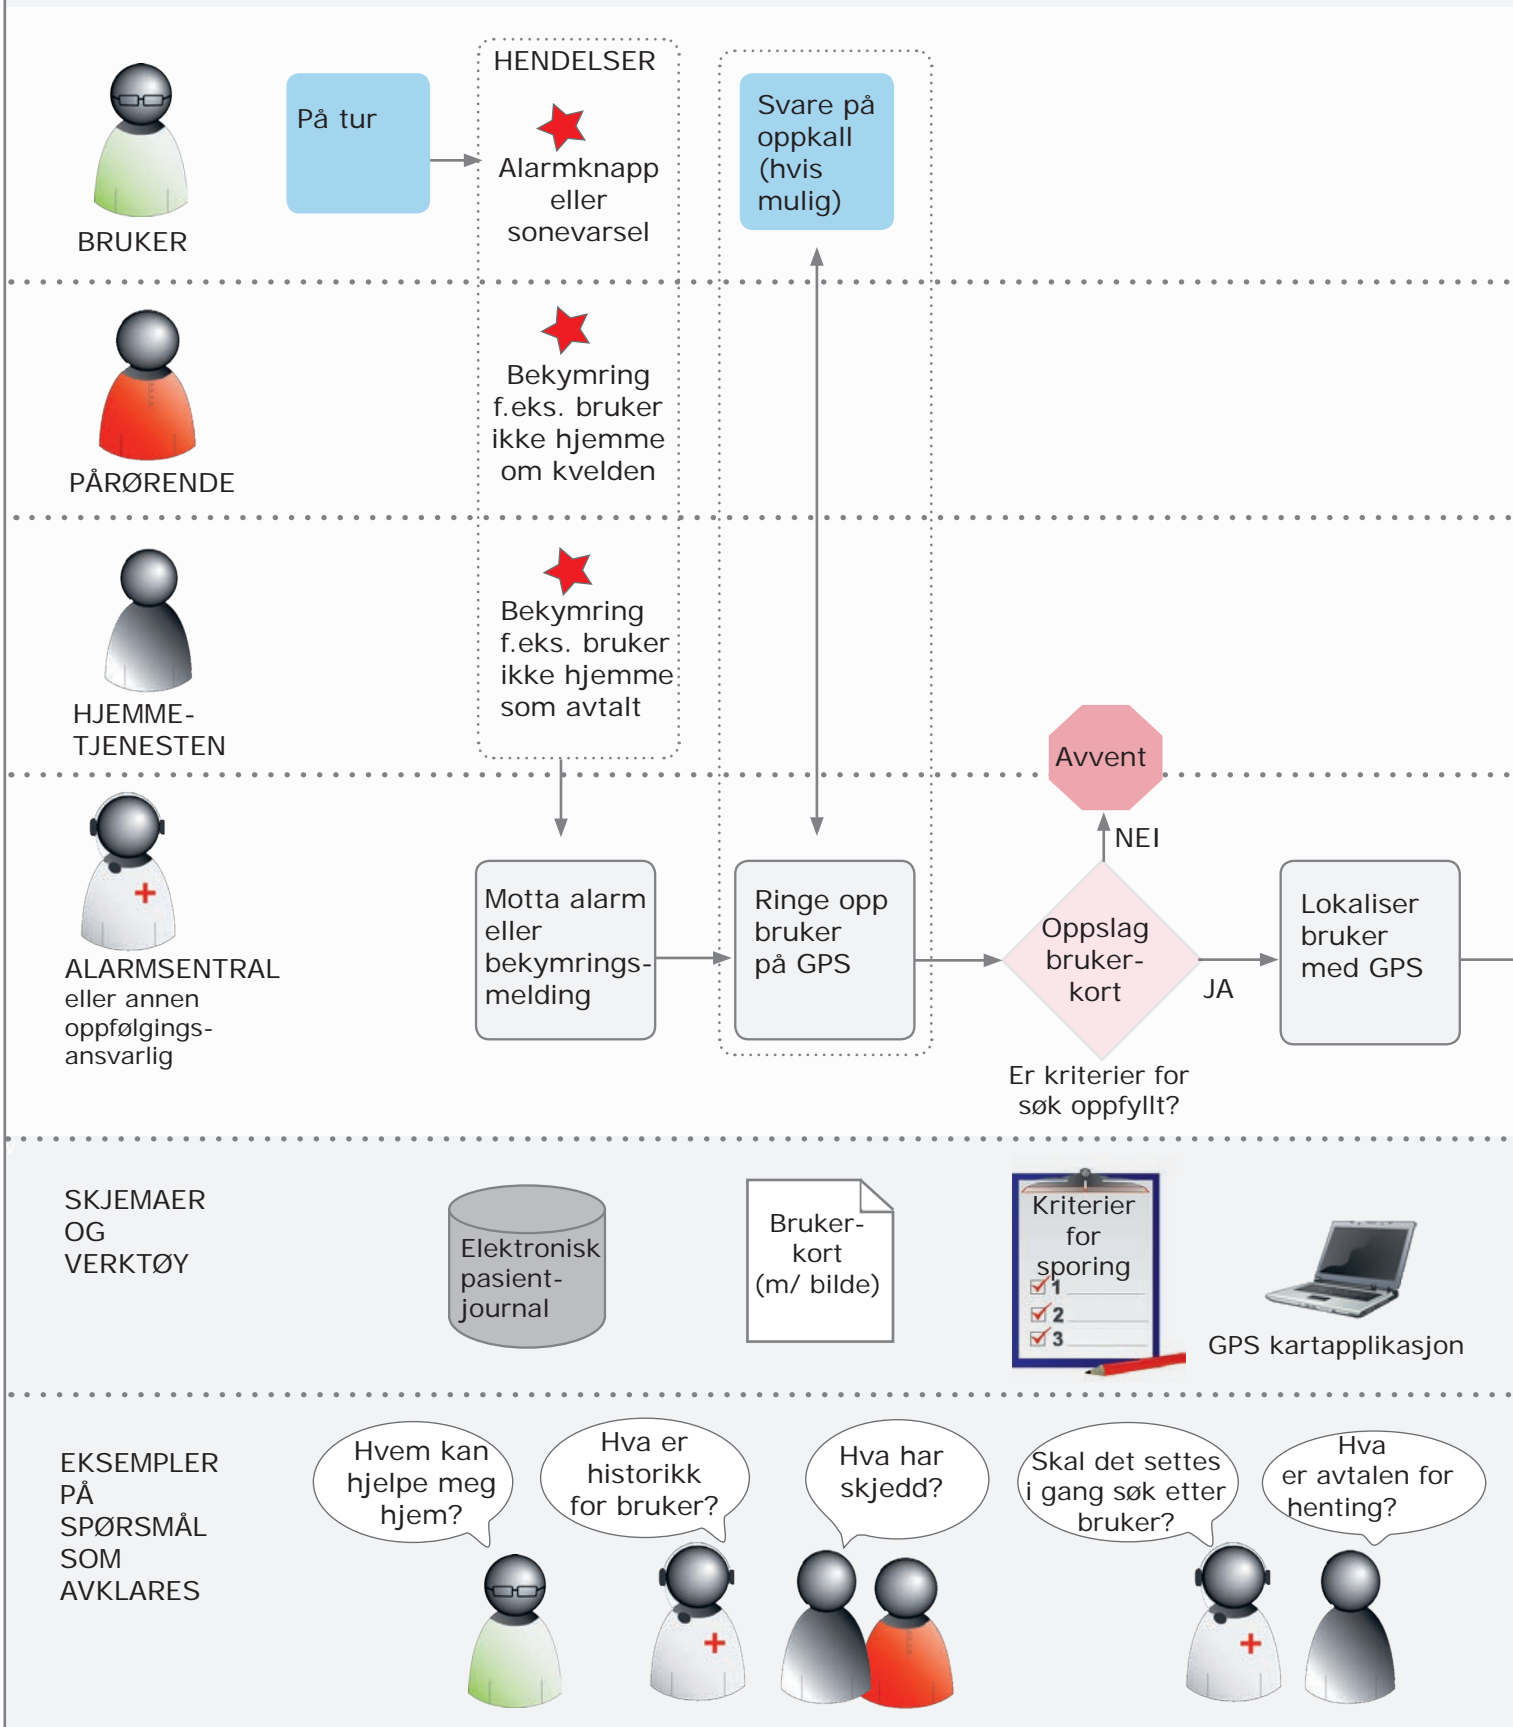 HENDELSER
På tur
Alarmknapp
eller
sonevarsel
Svare på
oppkall
(hvis
mulig)
BRUKER
Bekymring
f.eks. bruker
ikke hjemme
om kvelden
PÅRØRENDE
Bekymring
f.eks. bruker
ikke hjemme
som avtalt
HJEMME-
TJENESTEN
Avvent
NEI
Motta alarm
eller
bekymrings-
melding
Ringe opp
bruker
på GPS
Oppslag
bruker-
kort
JA
Lokaliser
bruker
med GPS
ALARMSENTRAL
eller annen
oppfølgings-
ansvarlig
Er kriterier for
søk oppfyllt?
SKJEMAER
OG
VERKTØY
Elektronisk
pasient-
journal
Bruker-
kort
(m/ bilde)
Kriterier
for
sporing
1
2
3
GPS kartapplikasjon
EKSEMPLER
PÅ
SPØRSMÅL
SOM
AVKLARES
Hvem kan
hjelpe meg
hjem?
Hva er
historikk
for bruker?
Hva har
skjedd?
Skal det settes
i gang søk etter
bruker?
Hva
er avtalen for
henting?